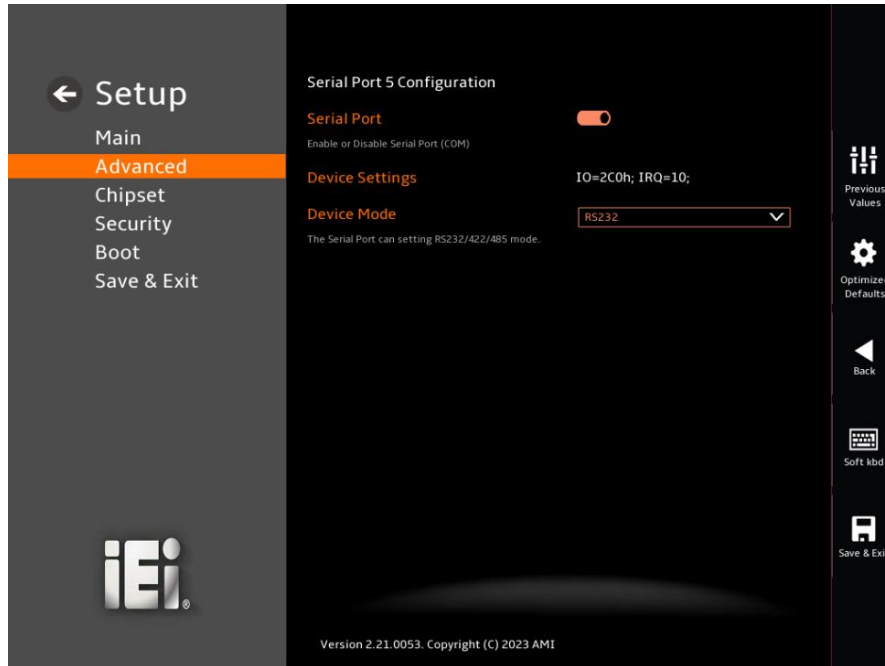 Setup
Main
Advanced
Chipset
Security
Boot
Save & Exit
iEi
®
Serial Port 5 Configuration
Serial Port
Enable or Disable Serial Port (COM)
Device Settings IO=2C0h; IRQ=10;
Device Mode RS232
The Serial Port can setting RS232/422/485 mode.
Version 2.21.0053. Copyright (C) 2023 AMI
Previous
Values
Optimize
Defaults
Back
Soft kbd
Save & Exi